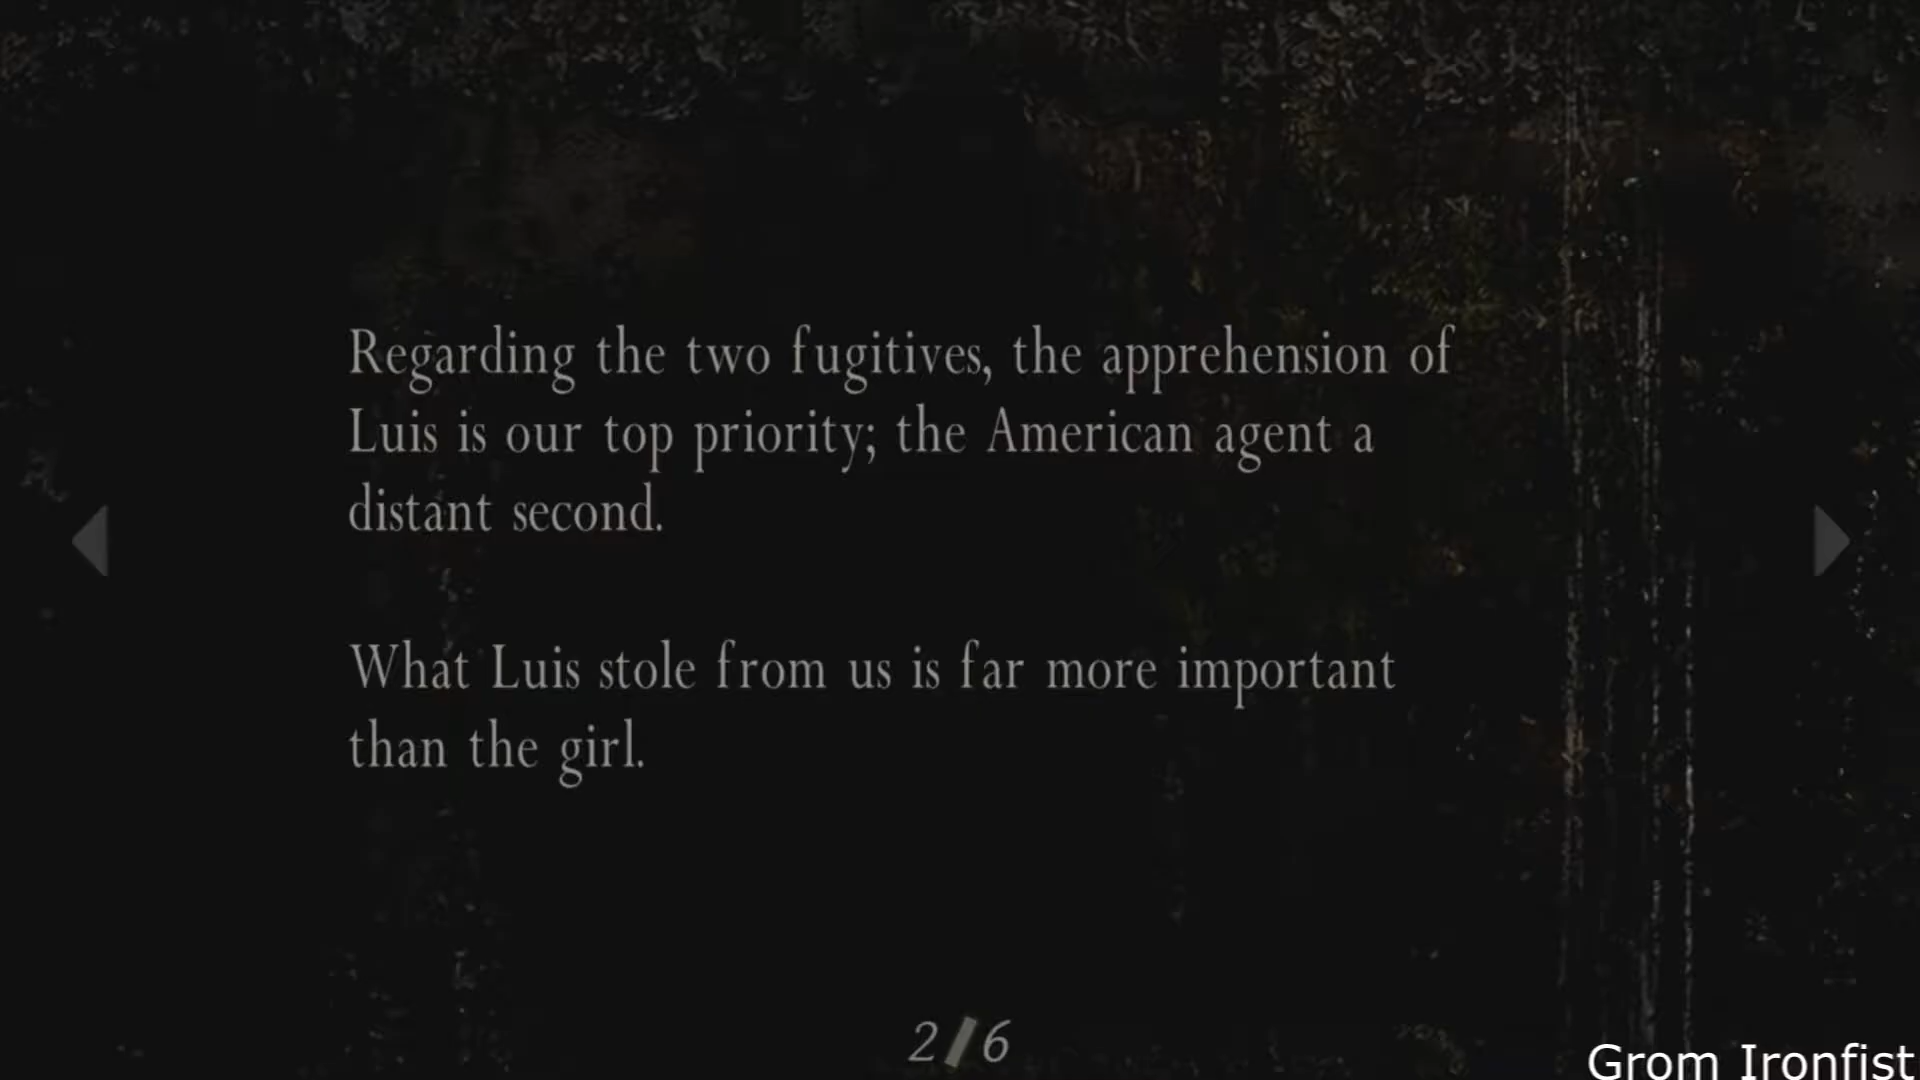 Regarding the two fugitives, the apprehension of
Luis is our top priority; the American agent a
distant second.
What Luis stole from us is far more important
than the girl.
2/6
Grom Ironfist